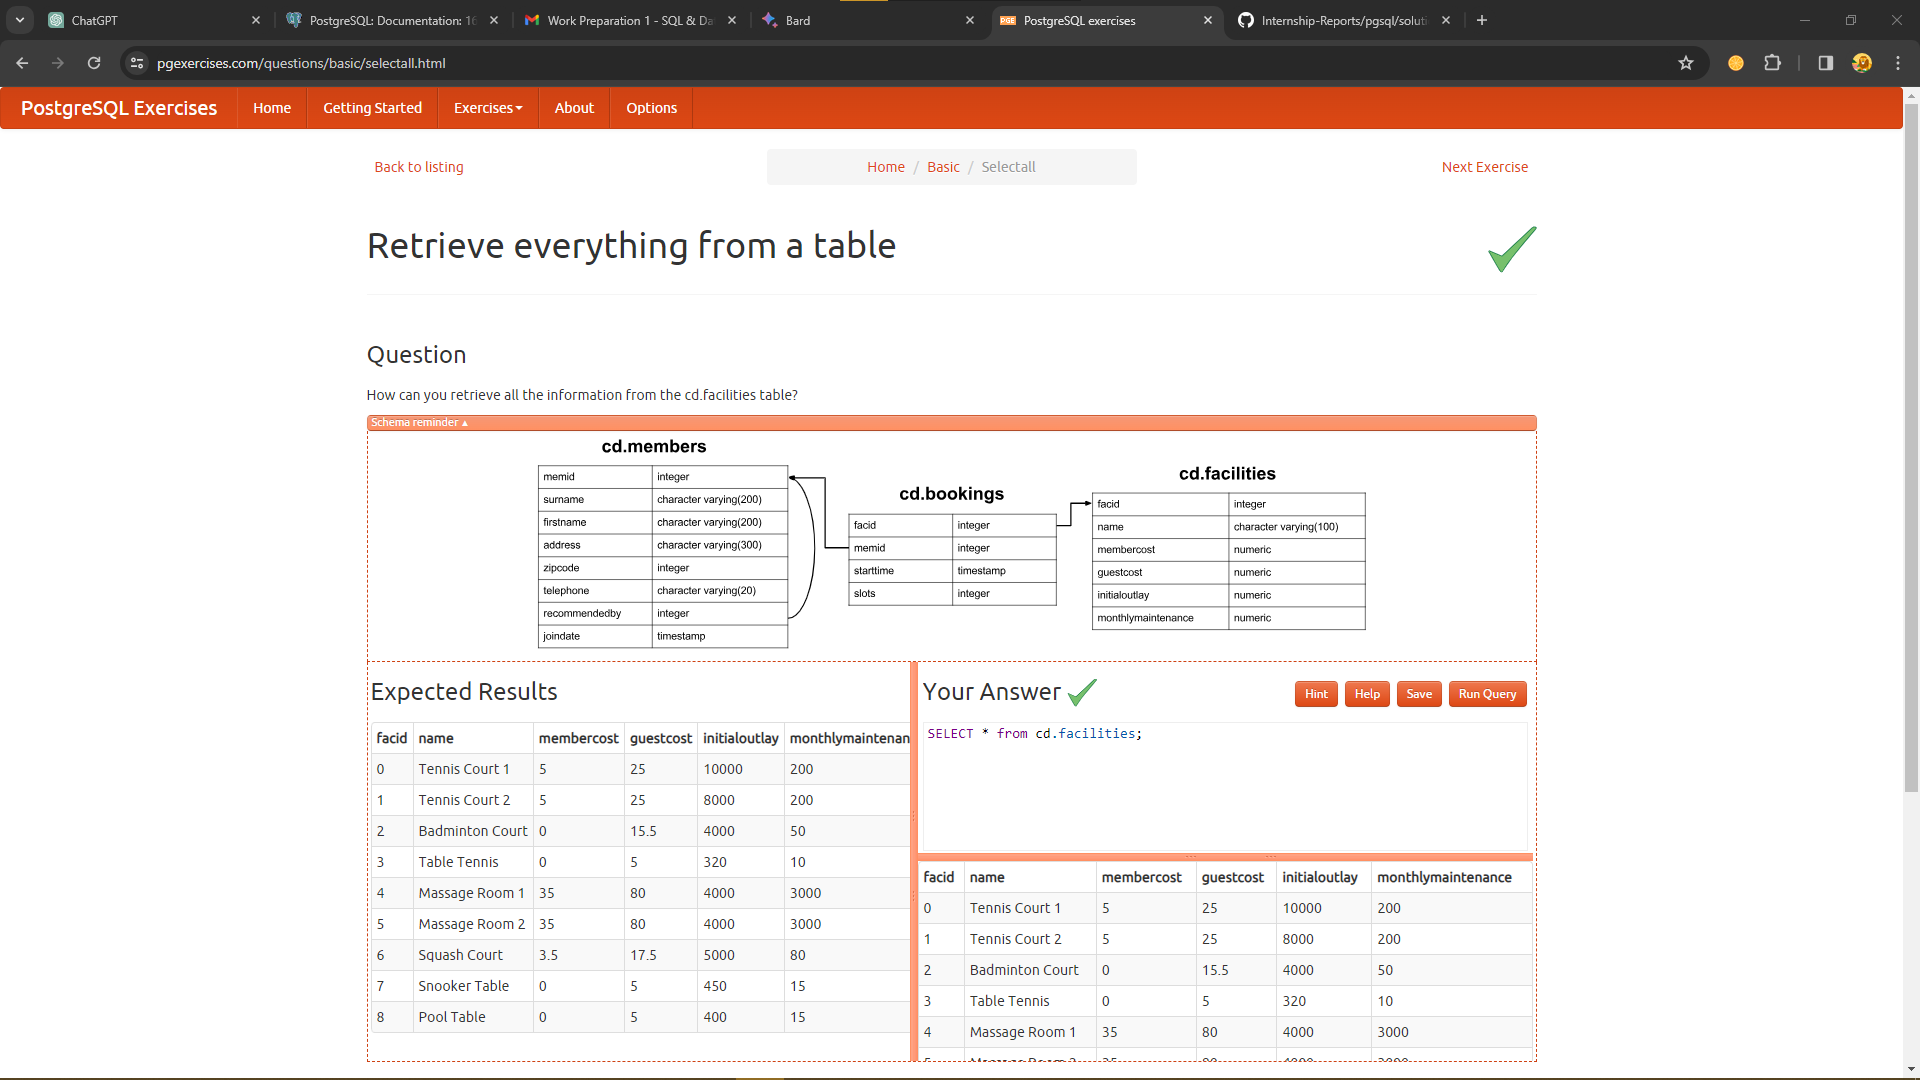 ChatGPT
PostgreSQL: Documentation: 16
Work Preparation 1 - SQL & Da
Bard
PostgreSQL exercises
Internship-Reports/pgsql/soluti
pgexercises.com/questions/basic/selectall.html
PostgreSQL Exercises Home Getting Started Exercises About Options
Back to listing
Home / Basic / Selectall
Next Exercise
Retrieve everything from a table
Question
How can you retrieve all the information from the cd.facilities table?
Schema reminder ▲
cd.members
memid integer
surname character varying(200)
firstname character varying(200)
address character varying(300)
zipcode integer
telephone character varying(20)
recommendedby integer
joindate timestamp
cd.bookings
facid integer
memid integer
starttime timestamp
slots integer
cd.facilities
facid integer
name character varying(100)
membercost numeric
guestcost numeric
initialoutlay numeric
monthlymaintenance numeric
Expected Results
facid name membercost guestcost initialoutlay monthlymaintenan
0 Tennis Court 1 5 25 10000 200
1 Tennis Court 2 5 25 8000 200
2 Badminton Court 0 15.5 4000 50
3 Table Tennis 0 5 320 10
4 Massage Room 1 35 80 4000 3000
5 Massage Room 2 35 80 4000 3000
6 Squash Court 3.5 17.5 5000 80
7 Snooker Table 0 5 450 15
8 Pool Table 0 5 400 15
Your Answer
Hint Help Save Run Query
SELECT * from cd.facilities;
facid name membercost guestcost initialoutlay monthlymaintenance
0 Tennis Court 1 5 25 10000 200
1 Tennis Court 2 5 25 8000 200
2 Badminton Court 0 15.5 4000 50
3 Table Tennis 0 5 320 10
4 Massage Room 1 35 80 4000 3000